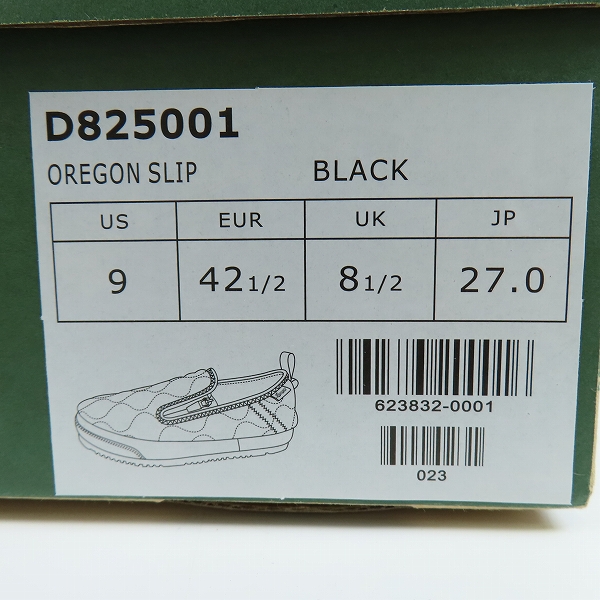 D825001
OREGON SLIP BLACK
US EUR UK JP
9 42 1/2 8 1/2 27.0
623832-0001
023